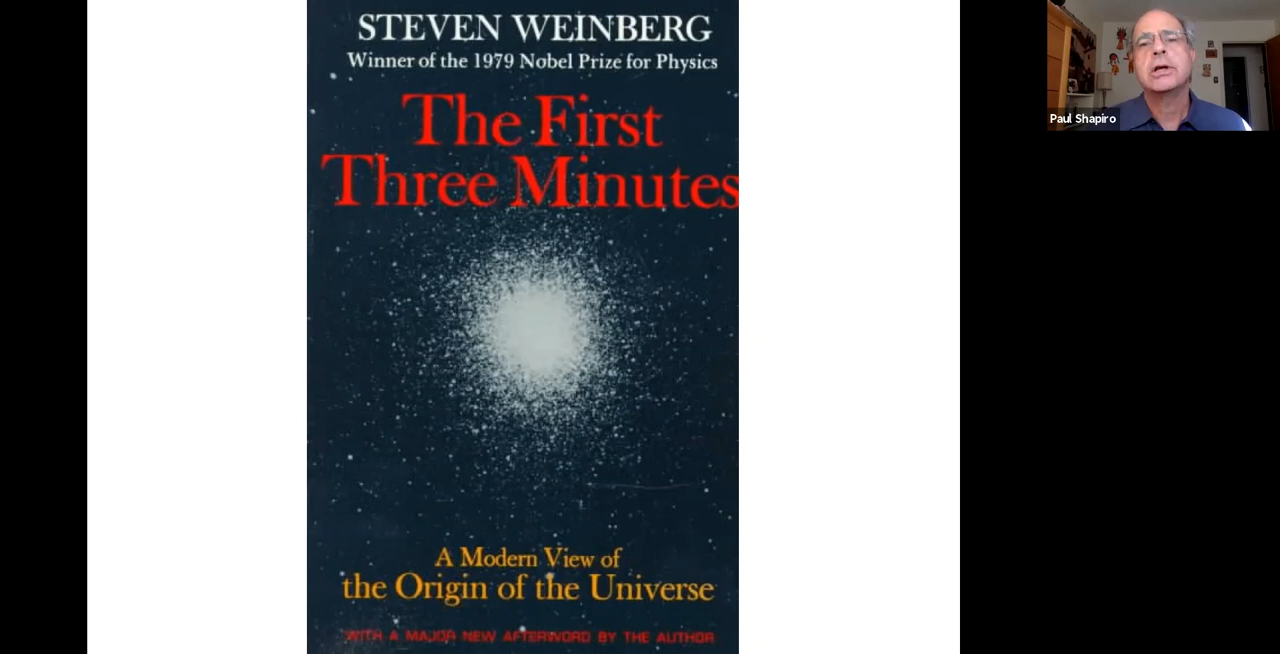 STEVEN WEINBERG
Winner of the 1979 Nobel Prize for Physics
The First
Three Minutes
A Modern View of
the Origin of the Universe
WITH A MAJOR NEW AFTERWORD BY THE AUTHOR
Paul Shapiro